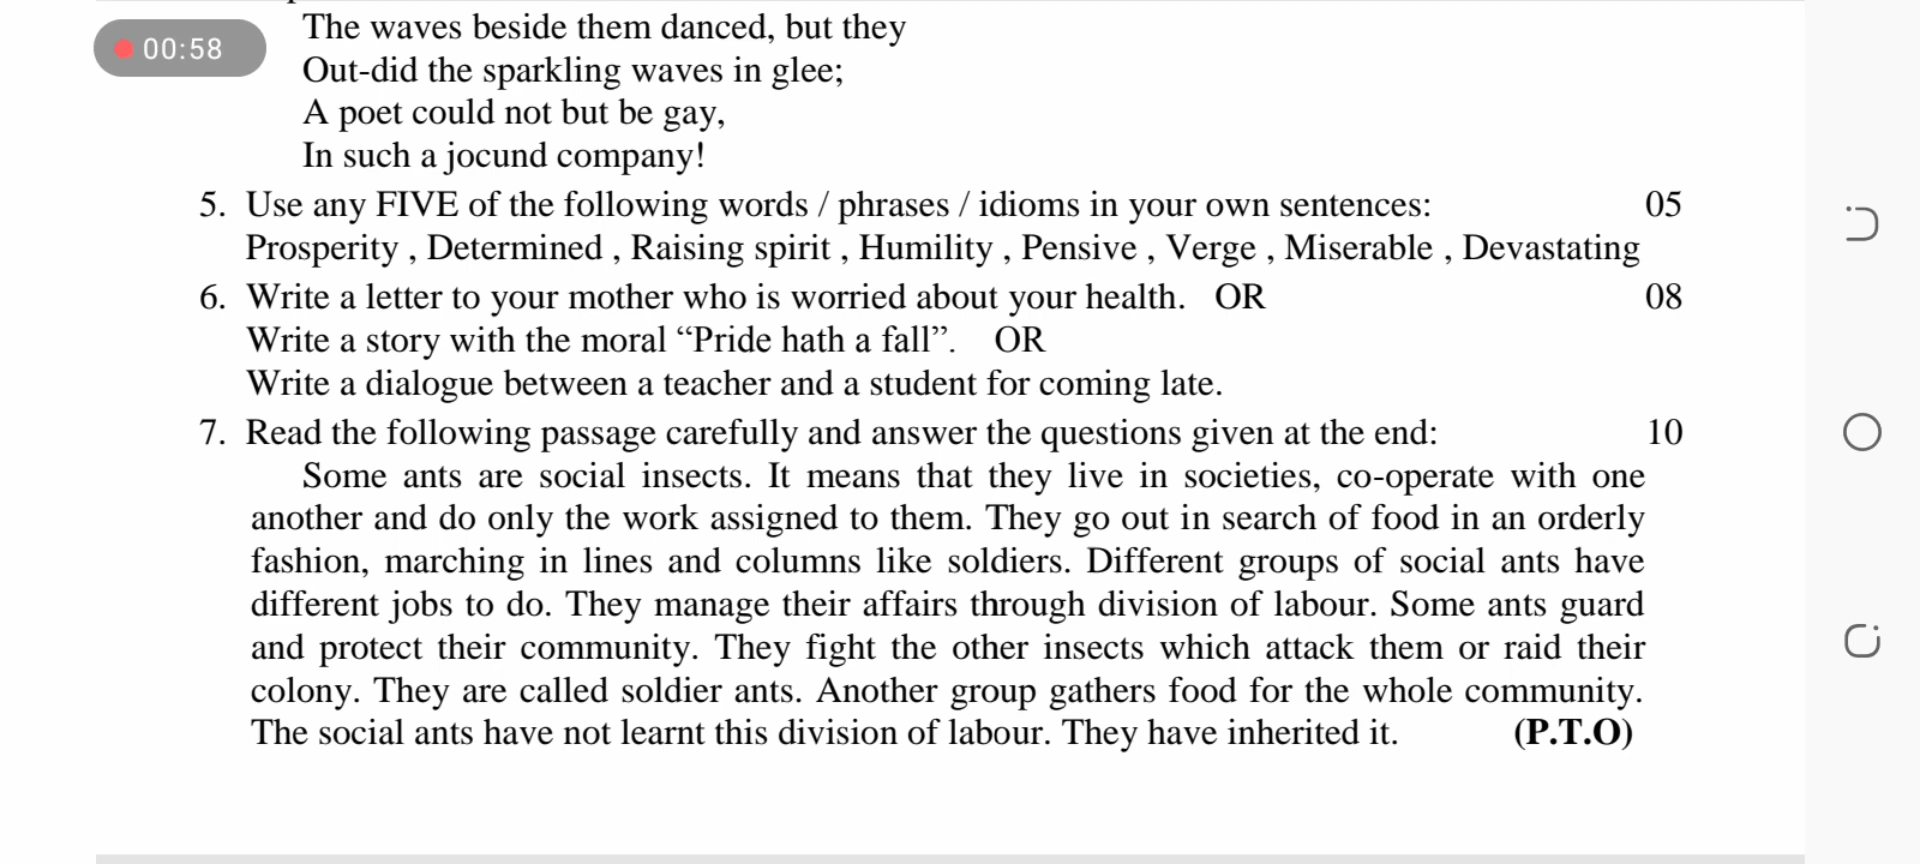 00:58
The waves beside them danced, but they
Out-did the sparkling waves in glee;
A poet could not but be gay,
In such a jocund company!
5. Use any FIVE of the following words / phrases / idioms in your own sentences: 05
Prosperity , Determined , Raising spirit , Humility , Pensive , Verge , Miserable , Devastating
6. Write a letter to your mother who is worried about your health. OR 08
Write a story with the moral “Pride hath a fall”. OR
Write a dialogue between a teacher and a student for coming late.
7. Read the following passage carefully and answer the questions given at the end: 10
Some ants are social insects. It means that they live in societies, co-operate with one
another and do only the work assigned to them. They go out in search of food in an orderly
fashion, marching in lines and columns like soldiers. Different groups of social ants have
different jobs to do. They manage their affairs through division of labour. Some ants guard
and protect their community. They fight the other insects which attack them or raid their
colony. They are called soldier ants. Another group gathers food for the whole community.
The social ants have not learnt this division of labour. They have inherited it. (P.T.O)